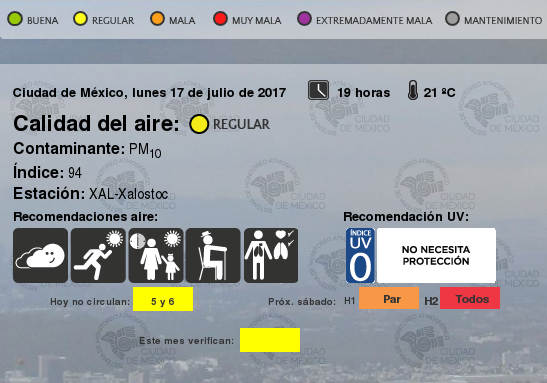 BUENA REGULAR MALA MUY MALA EXTREMADAMENTE MALA MANTENIMIENTO
Ciudad de México, lunes 17 de julio de 2017 19 horas 21 ºC
Calidad del aire: REGULAR
Contaminante: PM10
Índice: 94
Estación: XAL-Xalostoc
Recomendaciones aire: Recomendación UV:
ÍNDICE
UV
0
NO NECESITA
PROTECCIÓN
Hoy no circulan: 5 y 6 Próx. sábado: H1 Par H2 Todos
Este mes verifican:
CIUDAD
DE MÉXICO